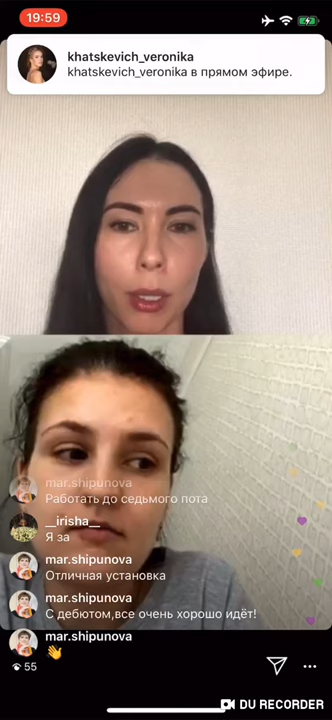 19:59
khatskevich_veronika
khatskevich_veronika в прямом эфире.
mar.shipunova
Работать до седьмого пота
__irisha__
Я за
mar.shipunova
Отличная установка
mar.shipunova
С дебютом,все очень хорошо идёт!
mar.shipunova
👋
55
DU RECORDER